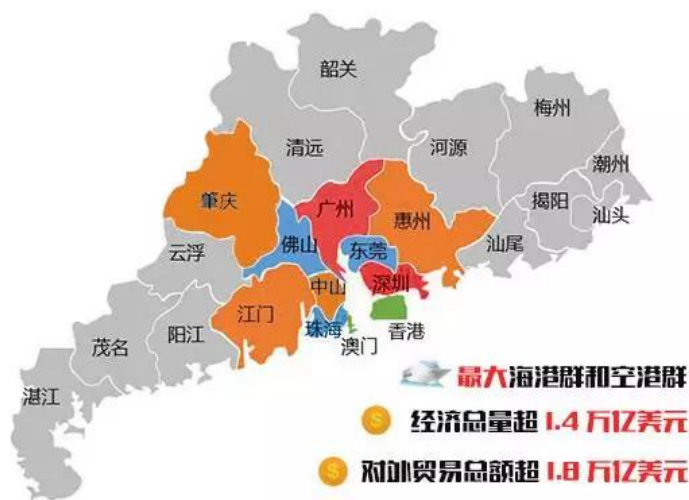 韶关
梅州
清远
河源
潮州
肇庆
广州
惠州
揭阳
汕头
云浮
佛山
东莞
汕尾
深圳
中山
江门
珠海
香港
澳门
阳江
茂名
湛江
最大海港群和空港群
经济总量超1.4万亿美元
对外贸易总额超1.8万亿美元